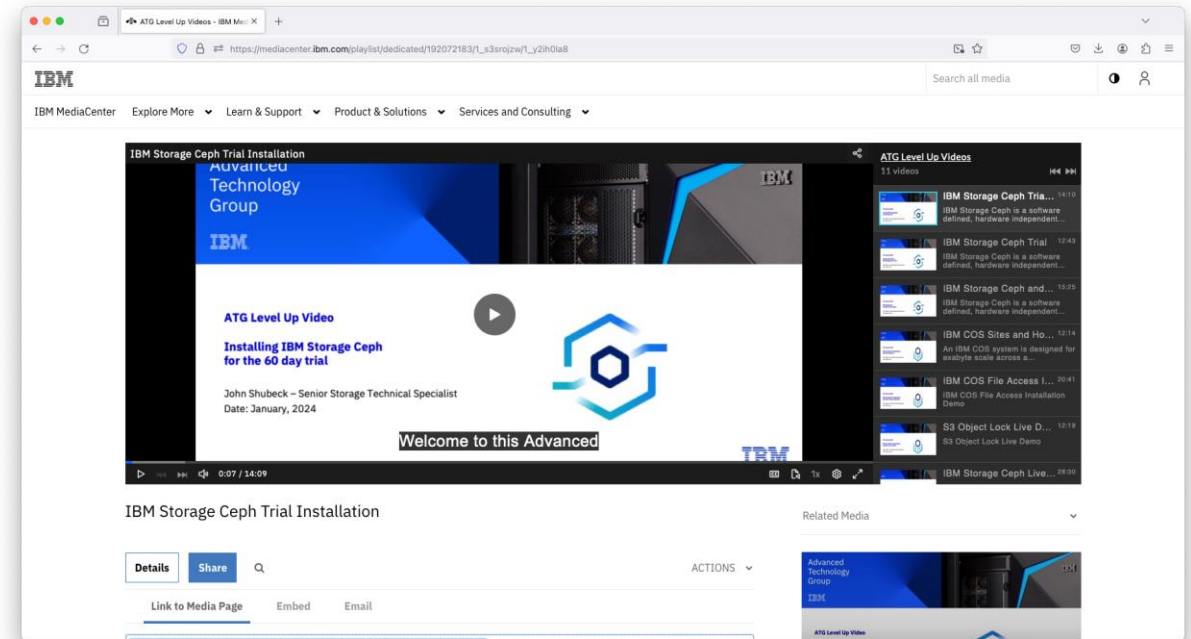 ATG Level Up Videos - IBM Med
https://mediacenter.ibm.com/playlist/dedicated/192072183/1_s3srojzw/1_y2ih0la8
IBM
Search all media
IBM MediaCenter Explore More Learn & Support Product & Solutions Services and Consulting
IBM Storage Ceph Trial Installation
Advanced
Technology
Group
IBM
IBM
ATG Level Up Video
Installing IBM Storage Ceph
for the 60 day trial
John Shubeck – Senior Storage Technical Specialist
Date: January, 2024
Welcome to this Advanced
IBM
0:07 / 14:09
1x
ATG Level Up Videos
11 videos
IBM Storage Ceph Tria... 14:10
IBM Storage Ceph is a software
defined, hardware independent...
IBM Storage Ceph Trial 12:43
IBM Storage Ceph is a software
defined, hardware independent...
IBM Storage Ceph and... 15:25
IBM Storage Ceph is a software
defined, hardware independent...
IBM COS Sites and Ho... 12:14
An IBM COS system is designed for
exabyte scale across a...
IBM COS File Access I... 20:41
IBM COS File Access Installation
Demo
S3 Object Lock Live D... 12:19
S3 Object Lock Live Demo
IBM Storage Ceph Live... 28:30
IBM Storage Ceph Trial Installation
Related Media
Details Share ACTIONS
Link to Media Page Embed Email
Advanced
Technology
Group
IBM
IBM
ATG Level Up Video